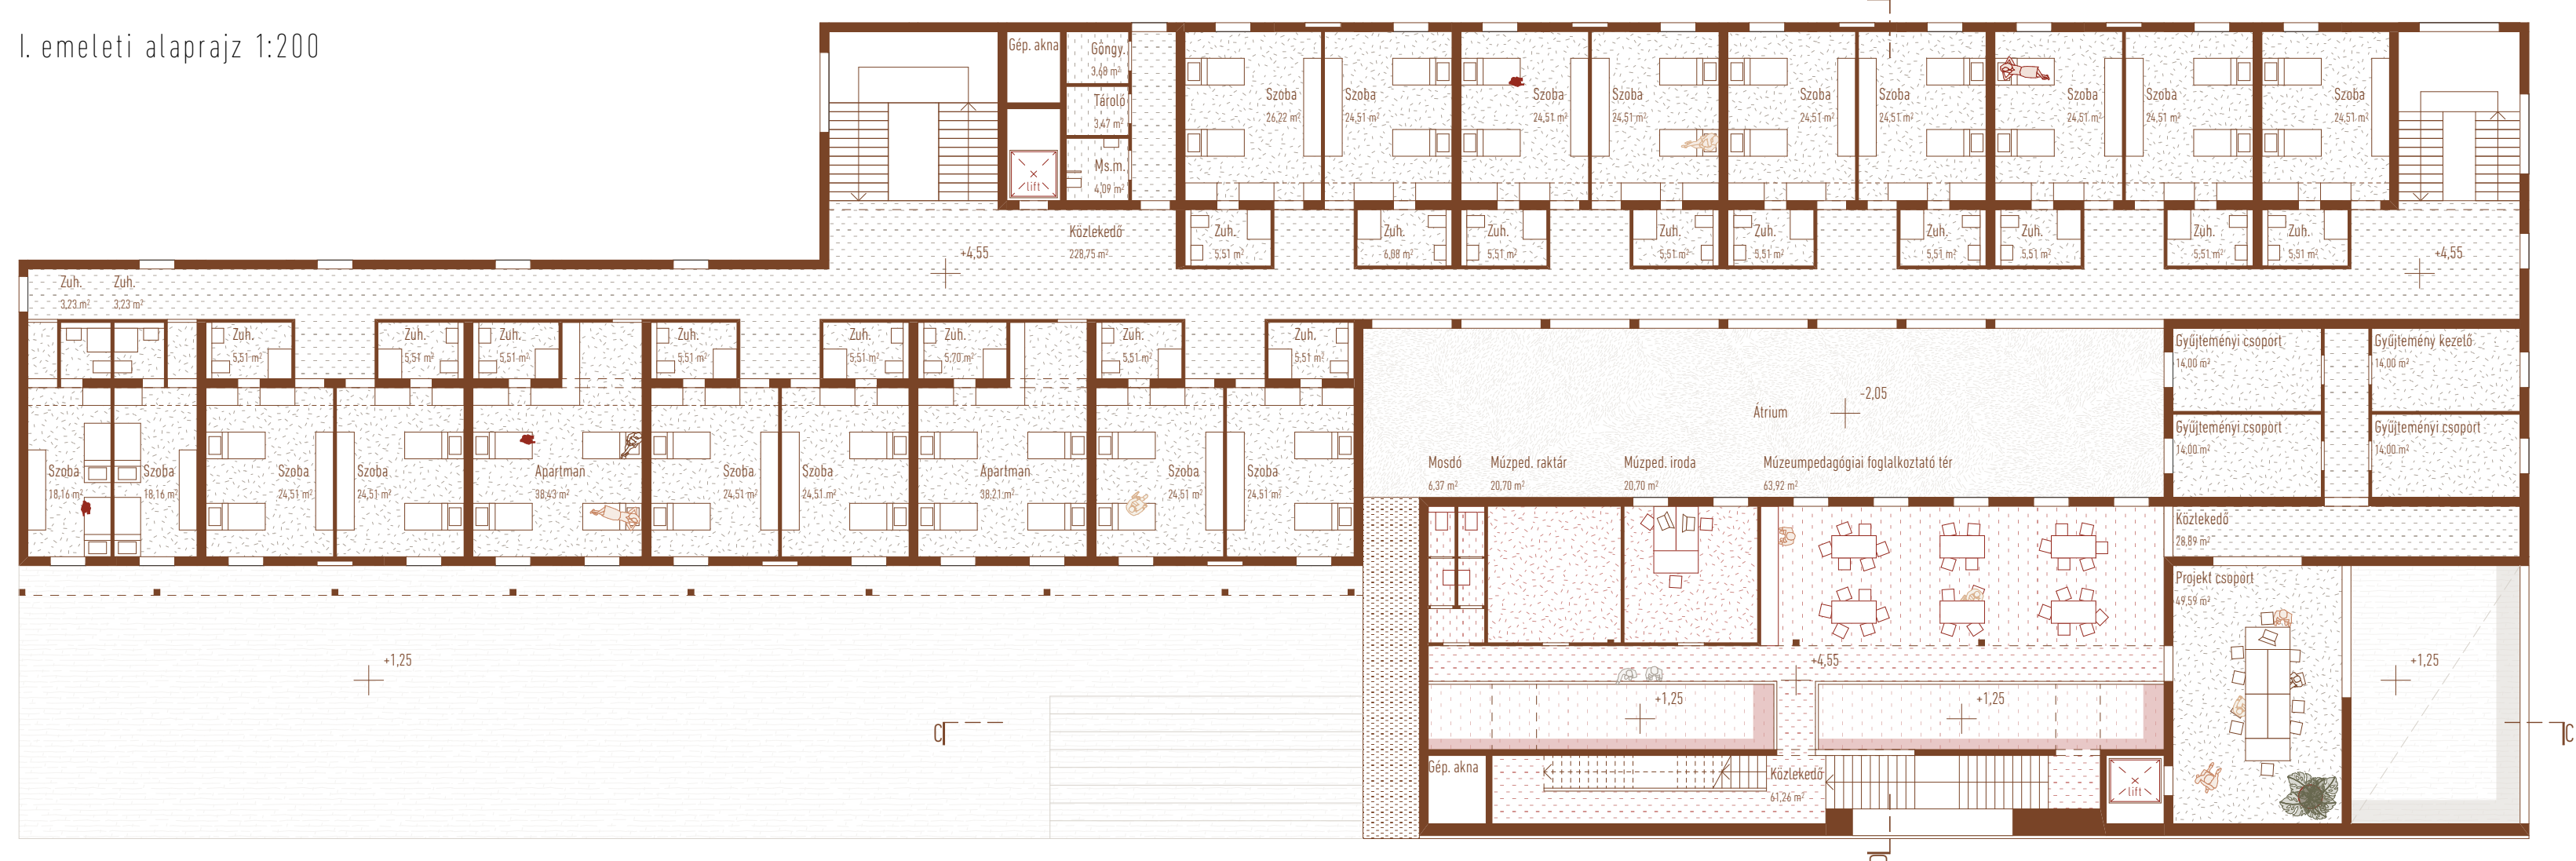 I. emeleti alaprajz 1:200
Gép. akna
Göngy.
3,68 m²
Tároló
3,47 m²
Ms.m.
4,09 m²
lift
Szoba
26,22 m²
Szoba
24,51 m²
Szoba
24,51 m²
Szoba
24,51 m²
Szoba
24,51 m²
Szoba
24,51 m²
Szoba
24,51 m²
Szoba
24,51 m²
Szoba
24,51 m²
Közlekedő
228,75 m²
+4,55
Zuh.
5,51 m²
Zuh.
6,08 m²
Zuh.
5,51 m²
Zuh.
5,51 m²
Zuh.
5,51 m²
Zuh.
5,51 m²
Zuh.
5,51 m²
Zuh.
5,51 m²
Zuh.
5,51 m²
+4,55
Zuh.
3,23 m²
Zuh.
3,23 m²
Zuh.
5,51 m²
Zuh.
5,51 m²
Zuh.
5,51 m²
Zuh.
5,51 m²
Zuh.
5,51 m²
Zuh.
5,70 m²
Zuh.
5,51 m²
Zuh.
5,51 m²
Szoba
18,16 m²
Szoba
18,16 m²
Szoba
24,51 m²
Szoba
24,51 m²
Apartman
38,43 m²
Szoba
24,51 m²
Szoba
24,51 m²
Apartman
38,21 m²
Szoba
24,51 m²
Szoba
24,51 m²
Átrium
-2,05
Gyűjteményi csoport
14,00 m²
Gyűjtemény kezelő
14,00 m²
Gyűjteményi csoport
14,00 m²
Gyűjteményi csoport
14,00 m²
Mosdó
6,37 m²
Múzped. raktár
20,70 m²
Múzped. iroda
20,70 m²
Múzeumpedagógiai foglalkoztató tér
63,92 m²
Közlekedő
28,89 m²
Projekt csoport
49,59 m²
+1,25
+4,55
+1,25
+1,25
+1,25
C
C
Gép. akna
Közlekedő
61,26 m²
lift